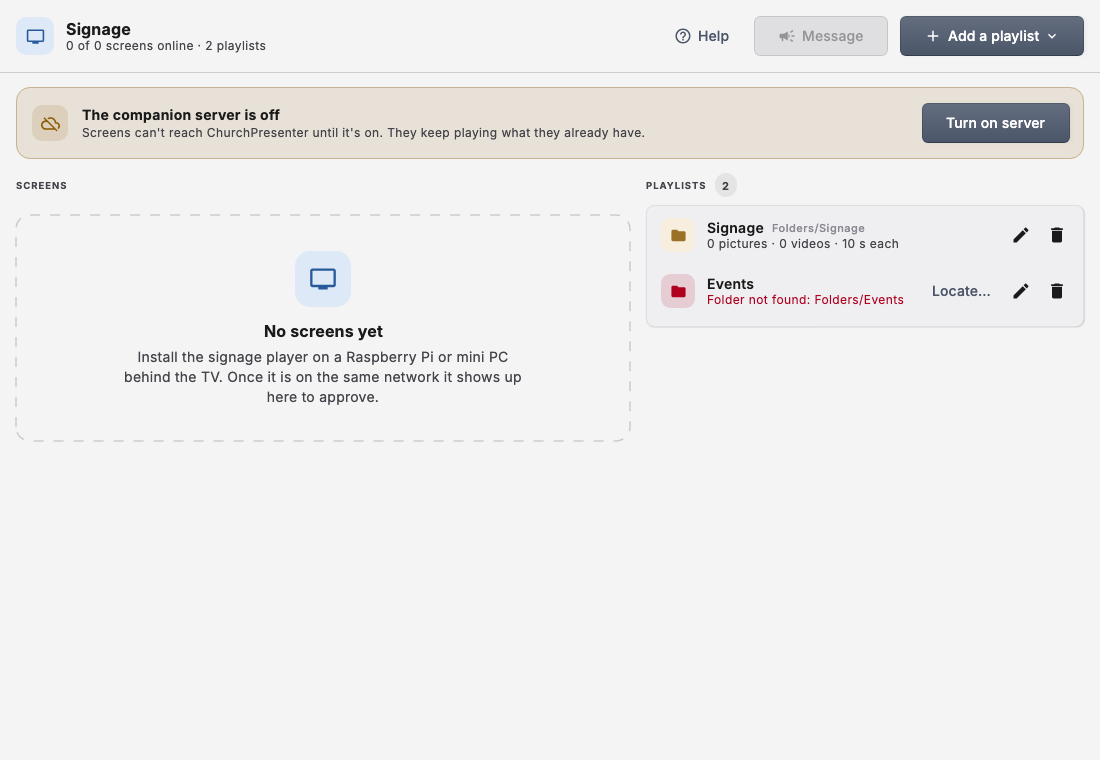 Signage
0 of 0 screens online · 2 playlists
Help
Message
Add a playlist
The companion server is off
Screens can't reach ChurchPresenter until it's on. They keep playing what they already have.
Turn on server
SCREENS
No screens yet
Install the signage player on a Raspberry Pi or mini PC
behind the TV. Once it is on the same network it shows up
here to approve.
PLAYLISTS 2
Signage Folders/Signage
0 pictures · 0 videos · 10 s each
Events
Folder not found: Folders/Events
Locate...